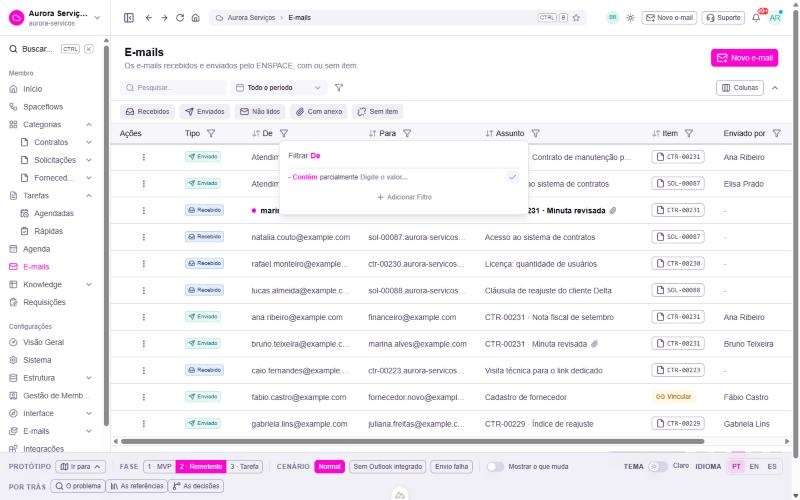 Aurora Serviç...
aurora-servicos
Aurora Serviços › E-mails
CTRL B
BR
Novo e-mail
Suporte
99+
AR
Buscar...
CTRL K
Membro
Início
Spaceflows
Categorias
Contratos
Solicitações
Forneced...
Tarefas
Agendadas
Rápidas
Agenda
E-mails
Knowledge
Requisições
Configurações
Visão Geral
Sistema
Estrutura
Gestão de Memb...
Interface
E-mails
Integrações
E-mails
Os e-mails recebidos e enviados pelo ENSPACE, com ou sem item.
Novo e-mail
Pesquisar...
Todo o período
Colunas
Recebidos
Enviados
Não lidos
Com anexo
Sem item
Ações Tipo De Para Assunto Item Enviado por
Enviado Atendim Contrato de manutenção p... CTR-00231 Ana Ribeiro
Enviado Atendim so ao sistema de contratos SOL-00087 Elisa Prado
Recebido marin 231 · Minuta revisada CTR-00231 -
Recebido natalia.couto@example.com sol-00087.aurora-servicos... Acesso ao sistema de contratos SOL-00087 -
Recebido rafael.monteiro@example... ctr-00230.aurora-servicos... Licença: quantidade de usuários CTR-00230 -
Recebido lucas.almeida@example.c... sol-00088.aurora-servicos... Cláusula de reajuste do cliente Delta SOL-00088 -
Enviado ana.ribeiro@example.com financeiro@example.com CTR-00231 · Nota fiscal de setembro CTR-00231 Ana Ribeiro
Enviado bruno.teixeira@example.c... marina.alves@example.com CTR-00231 · Minuta revisada CTR-00231 Bruno Teixeira
Recebido caio.fernandes@example.... ctr-00223.aurora-servicos... Visita técnica para o link dedicado CTR-00223 -
Enviado fabio.castro@example.com fornecedor.novo@exampl... Cadastro de fornecedor Vincular Fábio Castro
Enviado gabriela.lins@example.com juliana.freitas@example.c... CTR-00229 · Índice de reajuste CTR-00229 Gabriela Lins
Filtrar De
- Contém parcialmente Digite o valor...
+ Adicionar Filtro
PROTÓTIPO Ir para FASE 1 · MVP 2 · Remetente 3 · Tarefa CENÁRIO Normal Sem Outlook integrado Envio falha Mostrar o que muda TEMA Claro IDIOMA PT EN ES
POR TRÁS O problema As referências As decisões